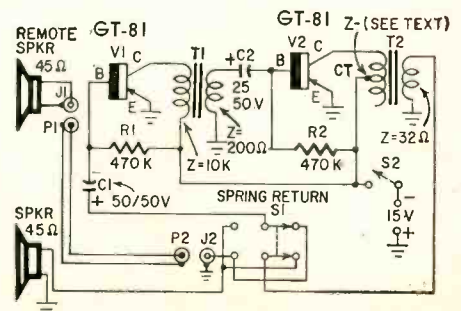 GT-81
GT-81
Z-(SEE TEXT)
REMOTE
SPKR
45Ω
V1
C
T1
+C2
V2
C
CT
T2
B
25
50V.
B
J1
E
E
P1
R1
Z=
200Ω
R2
Z=32Ω
470K
Z=10K
470K
S2
-
C1
+
50/50V
SPRING RETURN
S1
-
15V
+
SPKR
45Ω
P2
J2